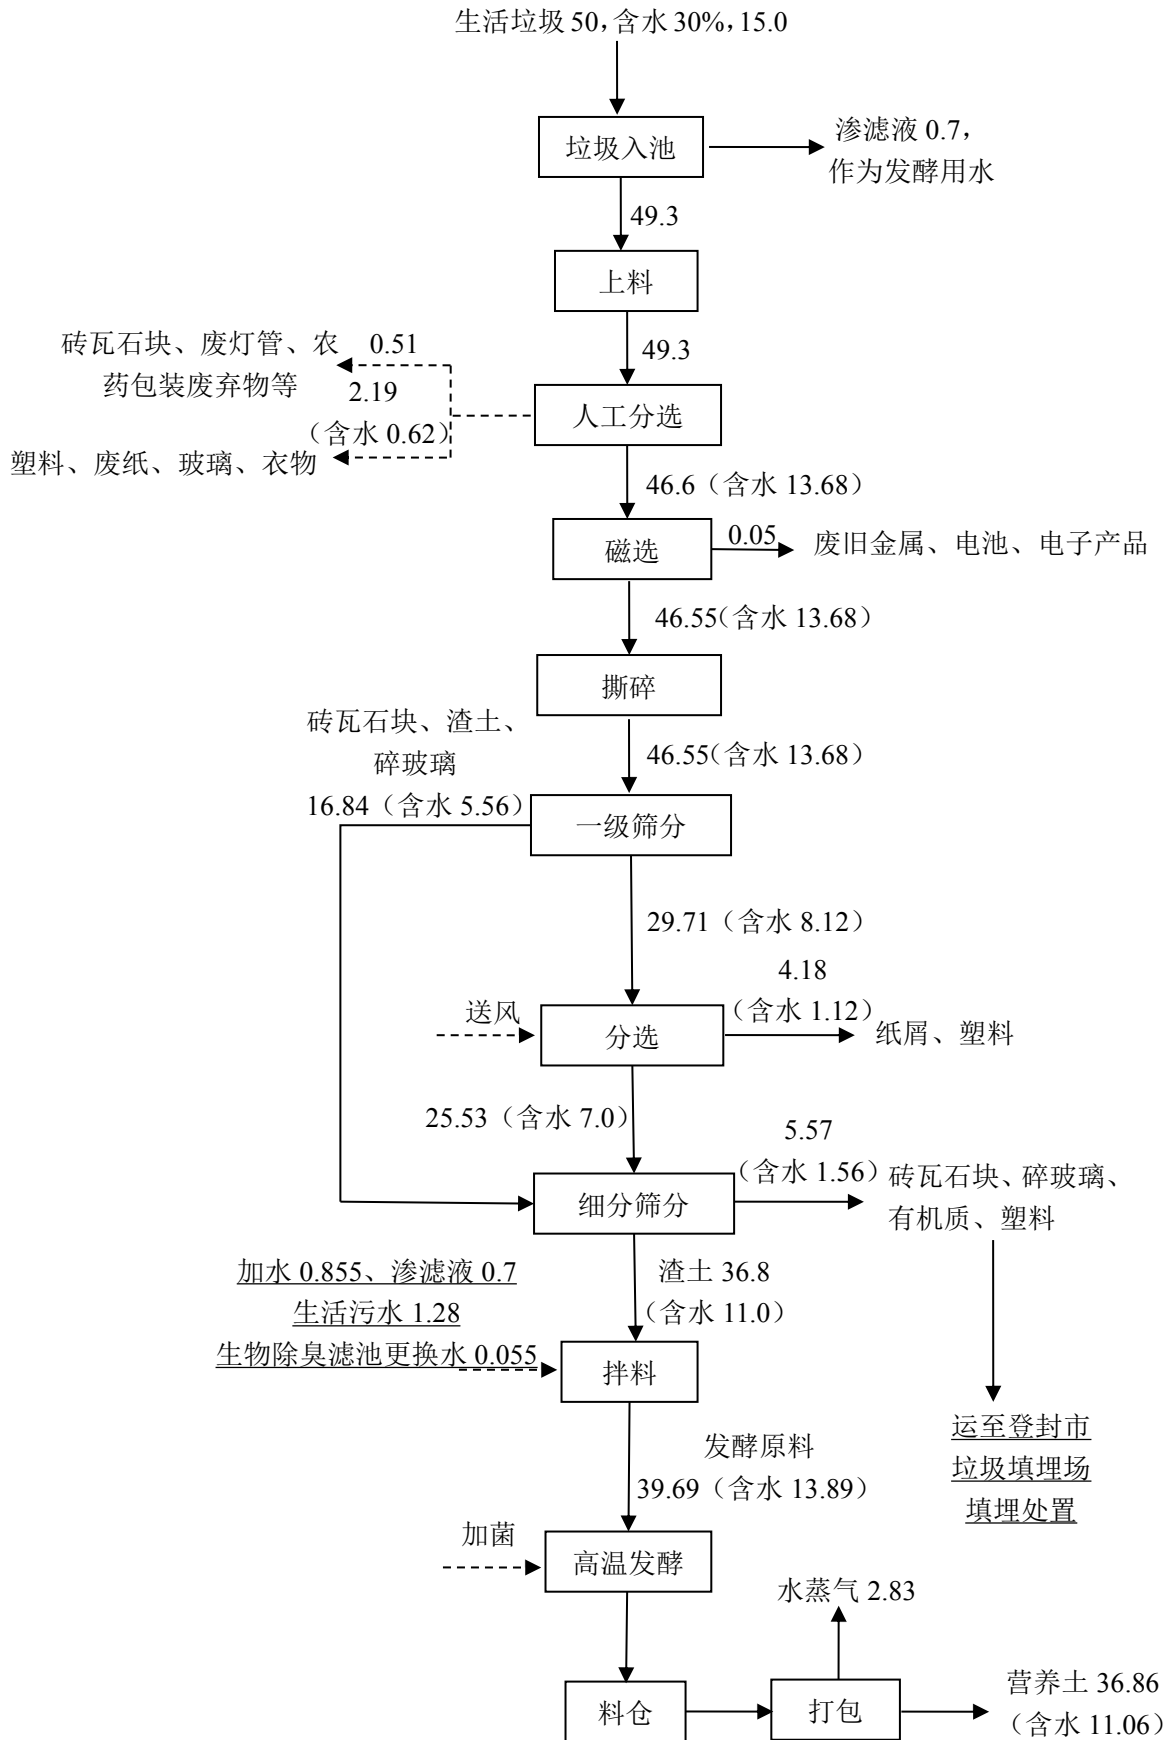 生活垃圾 50，含水 30%，15.0
垃圾入池
渗滤液 0.7，
作为发酵用水
49.3
上料
49.3
砖瓦石块、废灯管、农
药包装废弃物等
0.51
2.19
（含水 0.62）
塑料、废纸、玻璃、衣物
人工分选
46.6（含水 13.68）
磁选
0.05
废旧金属、电池、电子产品
46.55（含水 13.68）
撕碎
46.55（含水 13.68）
砖瓦石块、渣土、
碎玻璃
16.84（含水 5.56）
一级筛分
29.71（含水 8.12）
送风
分选
4.18
（含水 1.12）
纸屑、塑料
25.53（含水 7.0）
细分筛分
5.57
（含水 1.56）
砖瓦石块、碎玻璃、
有机质、塑料
渣土 36.8
（含水 11.0）
加水 0.855、渗滤液 0.7
生活污水 1.28
生物除臭滤池更换水 0.055
拌料
运至登封市
垃圾填埋场
填埋处置
发酵原料
39.69（含水 13.89）
加菌
高温发酵
水蒸气 2.83
料仓
打包
营养土 36.86
（含水 11.06）